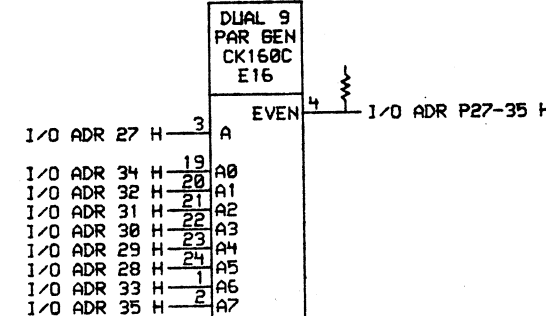 DUAL 9
PAR GEN
CK160C
E16
EVEN 4 I/O ADR P27-35 H
I/O ADR 27 H 3 A
I/O ADR 34 H 19 A0
I/O ADR 32 H 20 A1
I/O ADR 31 H 21 A2
I/O ADR 30 H 22 A3
I/O ADR 29 H 23 A4
I/O ADR 28 H 24 A5
I/O ADR 33 H 1 A6
I/O ADR 35 H 2 A7